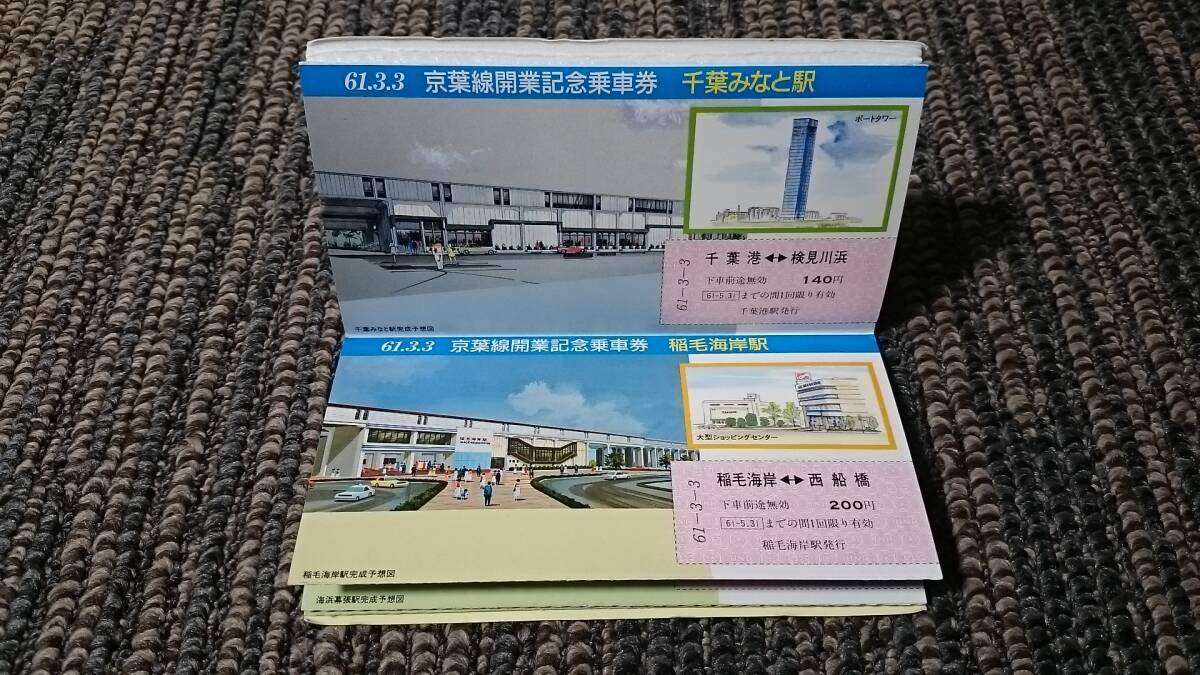 61.3.3 京葉線開業記念乗車券 千葉みなと駅
ポートタワー
千葉港↔検見川浜
下車前途無効 140円
61-5.31までの間1回限り有効
千葉港駅発行
61-3-3
千葉みなと駅完成予想図
61.3.3 京葉線開業記念乗車券 稲毛海岸駅
大型ショッピングセンター
稲毛海岸↔西船橋
下車前途無効 200円
61-5.31までの間1回限り有効
稲毛海岸駅発行
61-3-3
稲毛海岸駅完成予想図
海浜幕張駅完成予想図